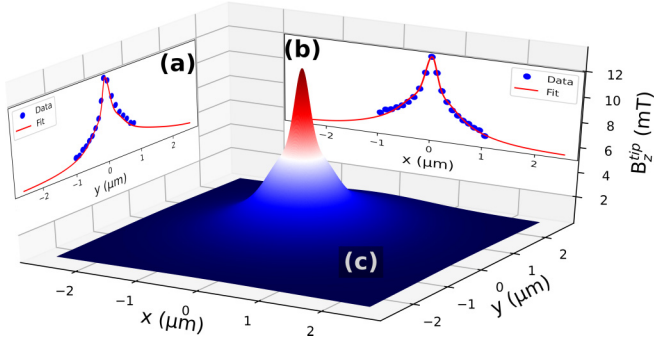 (a)
Data
Fit
−2 −1 0 1 2
y (μm)
(b)
Data
Fit
−2 −1 0 1 2
x (μm)
12
10
8
6
4
2
B_z^{tip} (mT)
(c)
−2 −1 0 1 2
x (μm)
−2 −1 0 1 2
y (μm)